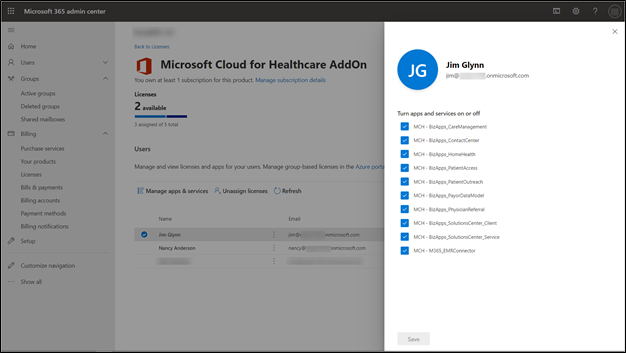 Microsoft 365 admin center
Home
Users
Groups
Active groups
Deleted groups
Shared mailboxes
Billing
Purchase services
Your products
Licenses
Bills & payments
Billing accounts
Payment methods
Billing notifications
Setup
Customize navigation
Show all
Back to Licenses
Microsoft Cloud for Healthcare AddOn
You own at least 1 subscription for this product. Manage subscription details
Licenses
2 available
3 assigned of 5 total
Users
Manage and view licenses and apps for your users. Manage group-based licenses in the Azure porta
Manage apps & services Unassign licenses Refresh
Name Email
Jim Glynn jim@ onmicrosoft.com
Nancy Anderson nancy@ onmicrosoft.com
JG
Jim Glynn
jim@ .onmicrosoft.com
Turn apps and services on or off
MCH - BizApps_CareManagement
MCH - BizApps_ContactCenter
MCH - BizApps_HomeHealth
MCH - BizApps_PatientAccess
MCH - BizApps_PatientOutreach
MCH - BizApps_PayorDataModel
MCH - BizApps_PhysicianReferral
MCH - BizApps_SolutionsCenter_Client
MCH - BizApps_SolutionsCenter_Service
MCH - M365_EMRConnector
Save